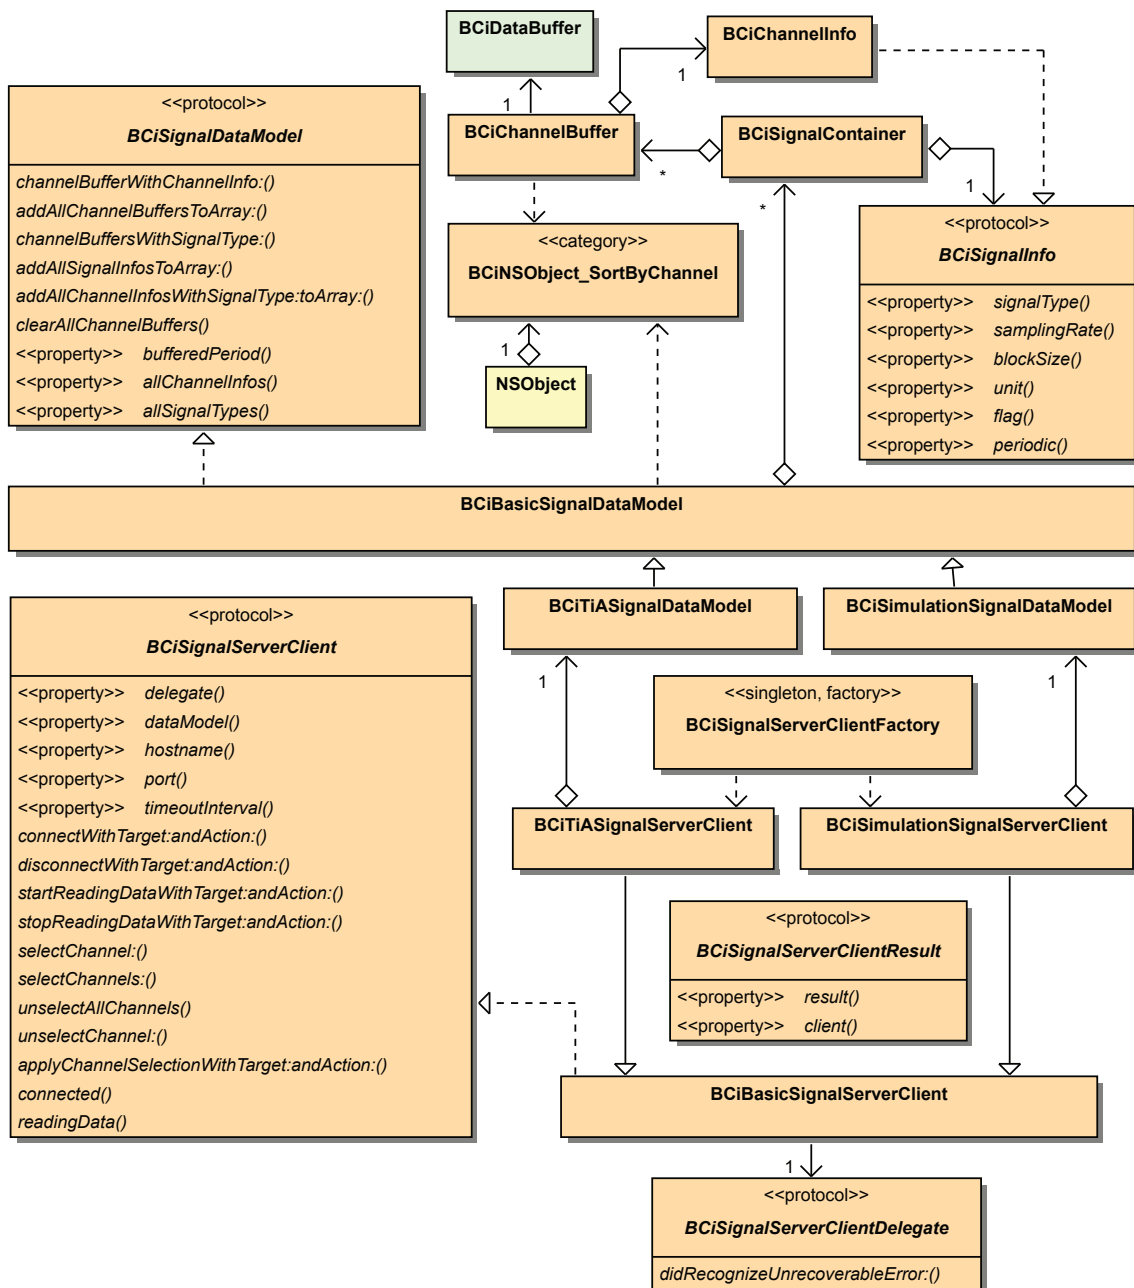 BCiDataBuffer
BCiChannelInfo
1
1
<<protocol>>
BCiSignalDataModel
channelBufferWithChannelInfo:()
addAllChannelBuffersToArray:()
channelBuffersWithSignalType:()
addAllSignalInfosToArray:()
addAllChannelInfosWithSignalType:toArray:()
clearAllChannelBuffers()
<<property>> bufferedPeriod()
<<property>> allChannelInfos()
<<property>> allSignalTypes()
BCiChannelBuffer
BCiSignalContainer
*
*
1
<<category>>
BCiNSObject_SortByChannel
1
NSObject
<<protocol>>
BCiSignalInfo
<<property>> signalType()
<<property>> samplingRate()
<<property>> blockSize()
<<property>> unit()
<<property>> flag()
<<property>> periodic()
BCiBasicSignalDataModel
BCiTiASignalDataModel
BCiSimulationSignalDataModel
1
1
<<protocol>>
BCiSignalServerClient
<<property>> delegate()
<<property>> dataModel()
<<property>> hostname()
<<property>> port()
<<property>> timeoutInterval()
connectWithTarget:andAction:()
disconnectWithTarget:andAction:()
startReadingDataWithTarget:andAction:()
stopReadingDataWithTarget:andAction:()
selectChannel:()
selectChannels:()
unselectAllChannels()
unselectChannel:()
applyChannelSelectionWithTarget:andAction:()
connected()
readingData()
<<singleton, factory>>
BCiSignalServerClientFactory
BCiTiASignalServerClient
BCiSimulationSignalServerClient
<<protocol>>
BCiSignalServerClientResult
<<property>> result()
<<property>> client()
BCiBasicSignalServerClient
1
<<protocol>>
BCiSignalServerClientDelegate
didRecognizeUnrecoverableError:()